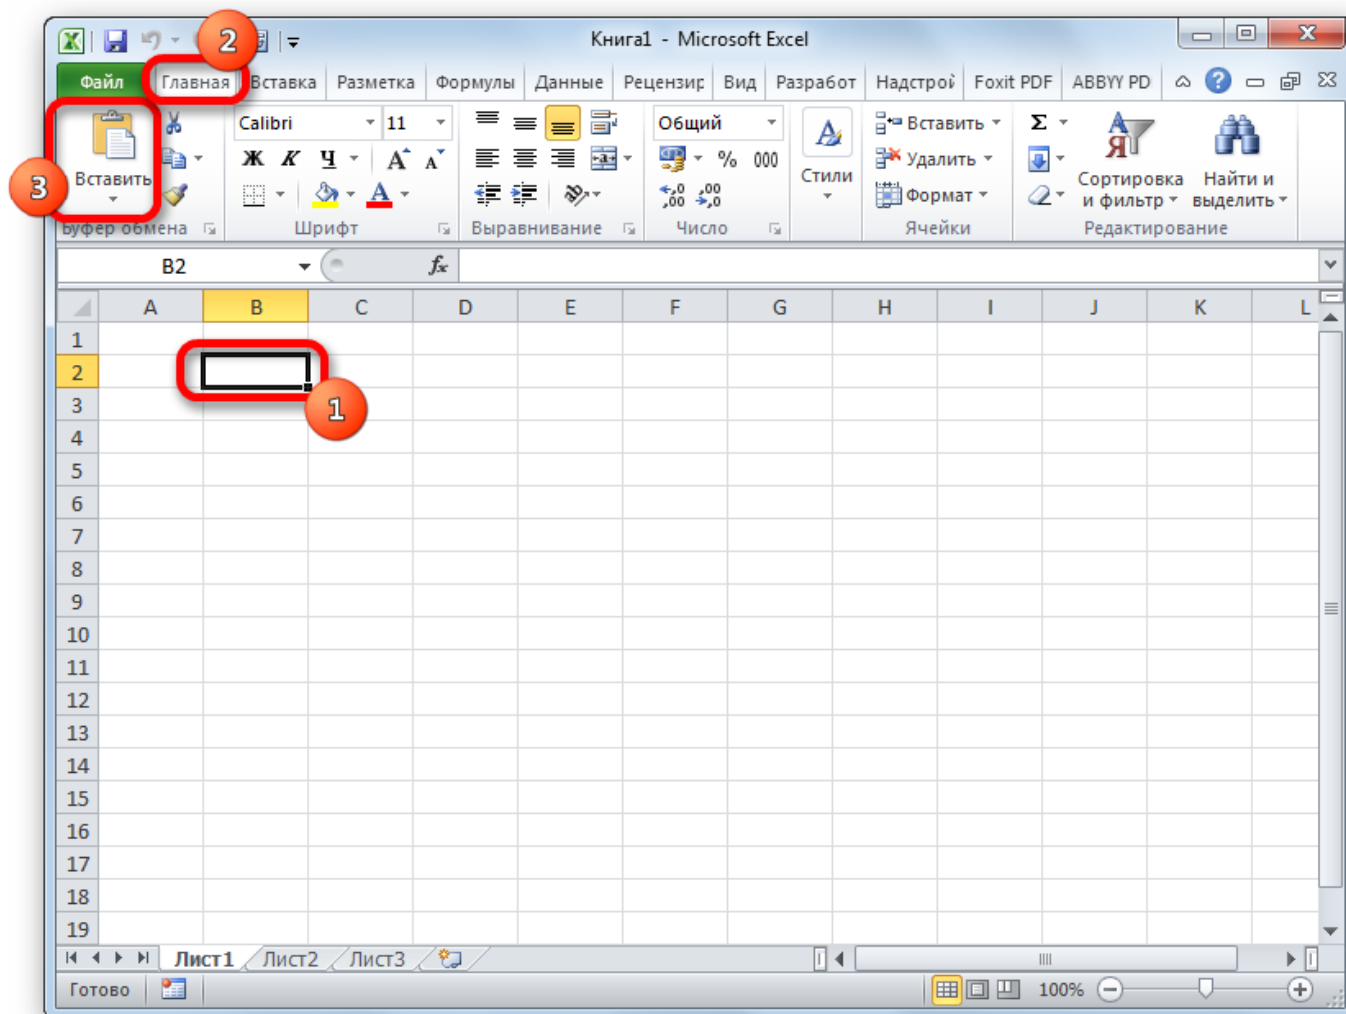 2
Книга1 - Microsoft Excel
Файл Главная Вставка Разметка Формулы Данные Рецензир Вид Разработ Надстрой Foxit PDF ABBYY PD
Calibri 11 Общий
Вставить
Ж К Ч A A % 000
Стили
Вставить
Удалить
Формат
Σ
Сортировка и фильтр
Найти и выделить
3
Буфер обмена Шрифт Выравнивание Число Ячейки Редактирование
B2 fx
A B C D E F G H I J K L
1
2
3
1
4
5
6
7
8
9
10
11
12
13
14
15
16
17
18
19
Лист1 Лист2 Лист3
Готово 100%